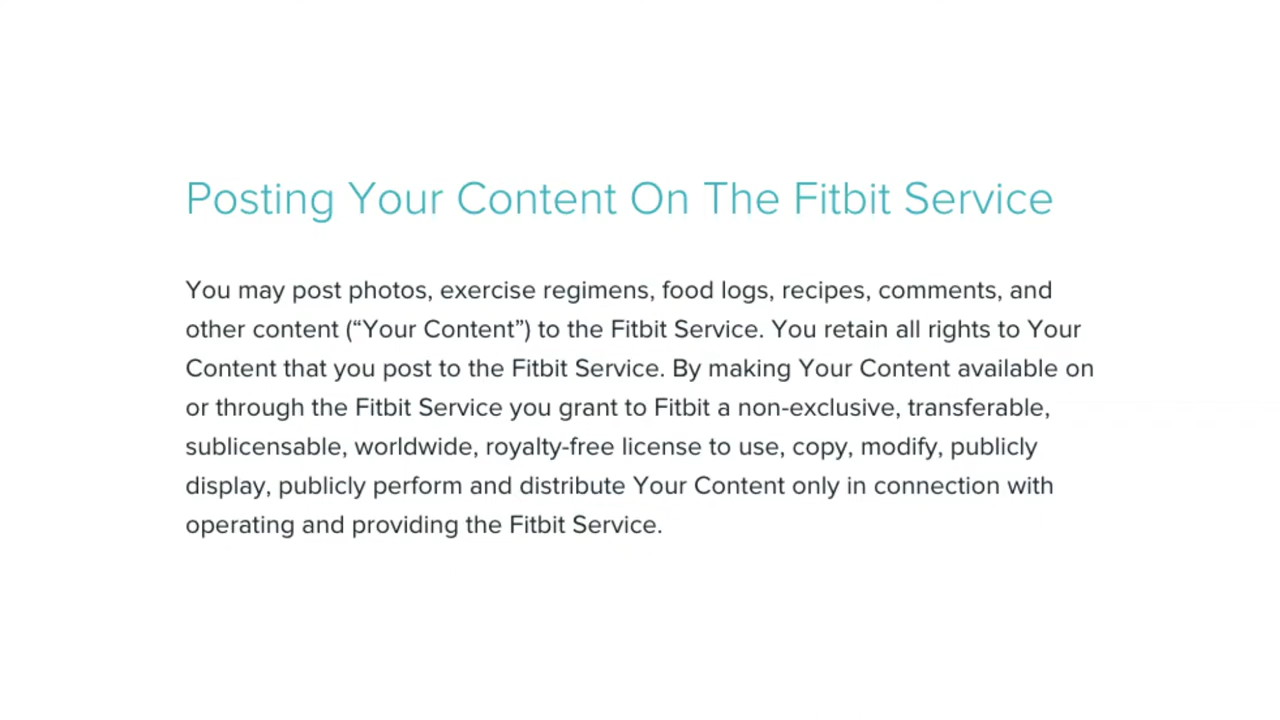 Posting Your Content On The Fitbit Service
You may post photos, exercise regimens, food logs, recipes, comments, and
other content (“Your Content”) to the Fitbit Service. You retain all rights to Your
Content that you post to the Fitbit Service. By making Your Content available on
or through the Fitbit Service you grant to Fitbit a non-exclusive, transferable,
sublicensable, worldwide, royalty-free license to use, copy, modify, publicly
display, publicly perform and distribute Your Content only in connection with
operating and providing the Fitbit Service.